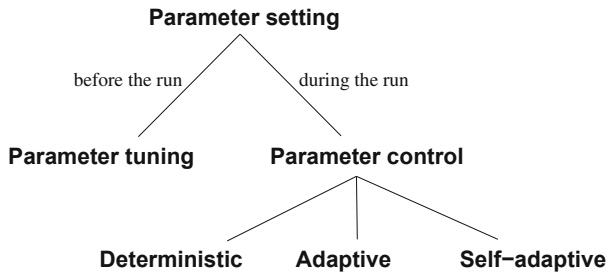 Parameter setting
before the run
during the run
Parameter tuning
Parameter control
Deterministic
Adaptive
Self−adaptive